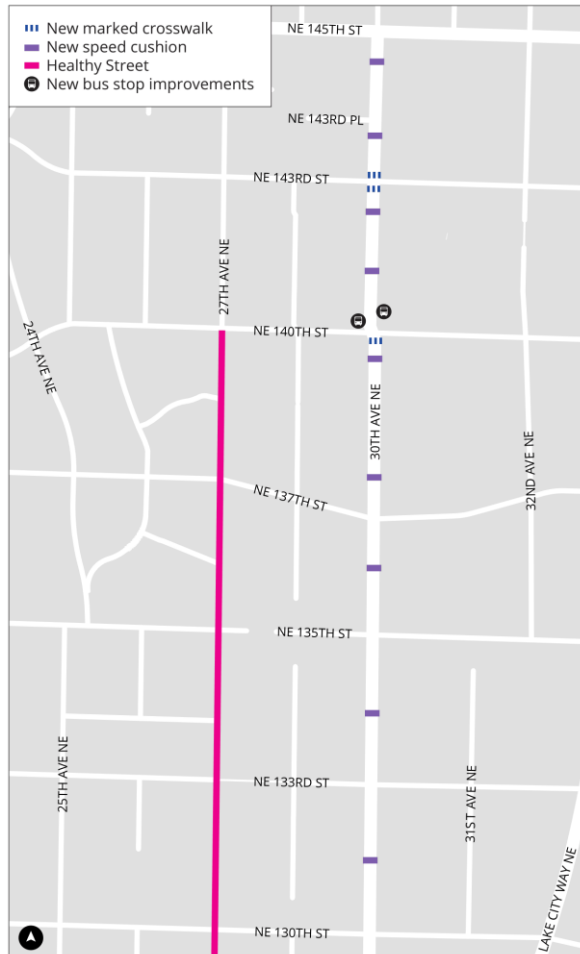 New marked crosswalk
New speed cushion
Healthy Street
New bus stop improvements
NE 145TH ST
NE 143RD PL
NE 143RD ST
27TH AVE NE
NE 140TH ST
24TH AVE NE
30TH AVE NE
32ND AVE NE
NE 137TH ST
NE 135TH ST
25TH AVE NE
NE 133RD ST
31ST AVE NE
LAKE CITY WAY NE
NE 130TH ST